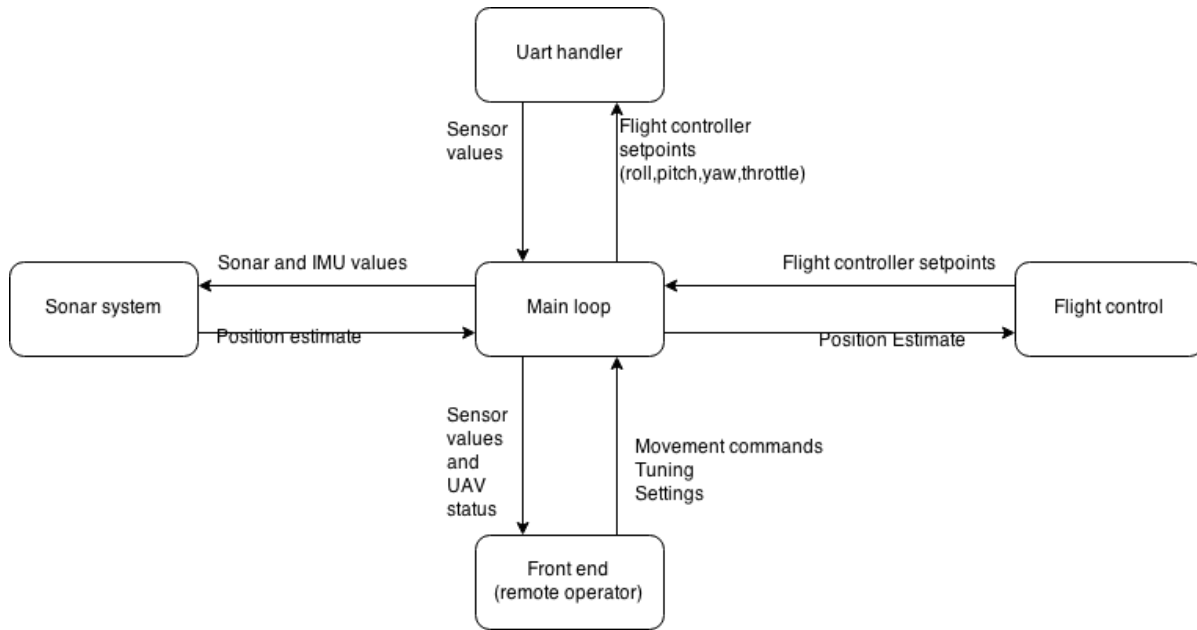 Uart handler
Sensor
values
Flight controller
setpoints
(roll,pitch,yaw,throttle)
Sonar and IMU values
Flight controller setpoints
Sonar system
Main loop
Flight control
Position estimate
Position Estimate
Sensor
values
and
UAV
status
Movement commands
Tuning
Settings
Front end
(remote operator)